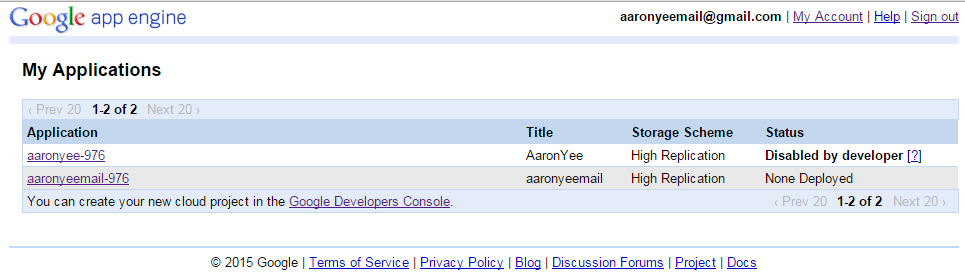 Google app engine
aaronyeemail@gmail.com | My Account | Help | Sign out
My Applications
‹ Prev 20 1-2 of 2 Next 20 ›
Application Title Storage Scheme Status
aaronyee-976 AaronYee High Replication Disabled by developer [?]
aaronyeemail-976 aaronyeemail High Replication None Deployed
You can create your new cloud project in the Google Developers Console. ‹ Prev 20 1-2 of 2 Next 20 ›
© 2015 Google | Terms of Service | Privacy Policy | Blog | Discussion Forums | Project | Docs